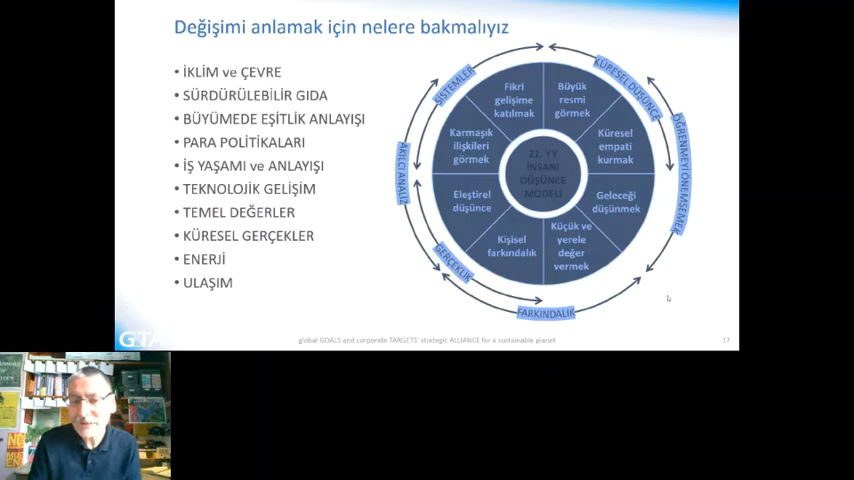 Değişimi anlamak için nelere bakmalıyız
• İKLİM ve ÇEVRE
• SÜRDÜRÜLEBİLİR GIDA
• BÜYÜMEDE EŞİTLİK ANLAYIŞI
• PARA POLİTİKALARI
• İŞ YAŞAMI ve ANLAYIŞI
• TEKNOLOJİK GELİŞİM
• TEMEL DEĞERLER
• KÜRESEL GERÇEKLER
• ENERJİ
• ULAŞIM
SİSTEMLER
KÜRESEL DÜŞÜNCE
ÖĞRENMEYİ ÖNEMSEMEK
FARKINDALIK
GERÇEKLİK
AKILCI ANALİZ
Fikri
gelişime
katılmak
Büyük
resmi
görmek
Küresel
empati
kurmak
Geleceği
düşünmek
Küçük ve
yerele
değer
vermek
Kişisel
farkındalık
Eleştirel
düşünce
Karmaşık
ilişkileri
görmek
21. YY
İNSANI
DÜŞÜNCE
MODELİ
GTA
global GOALS and corporate TARGETS' strategic ALLIANCE for a sustainable planet
17